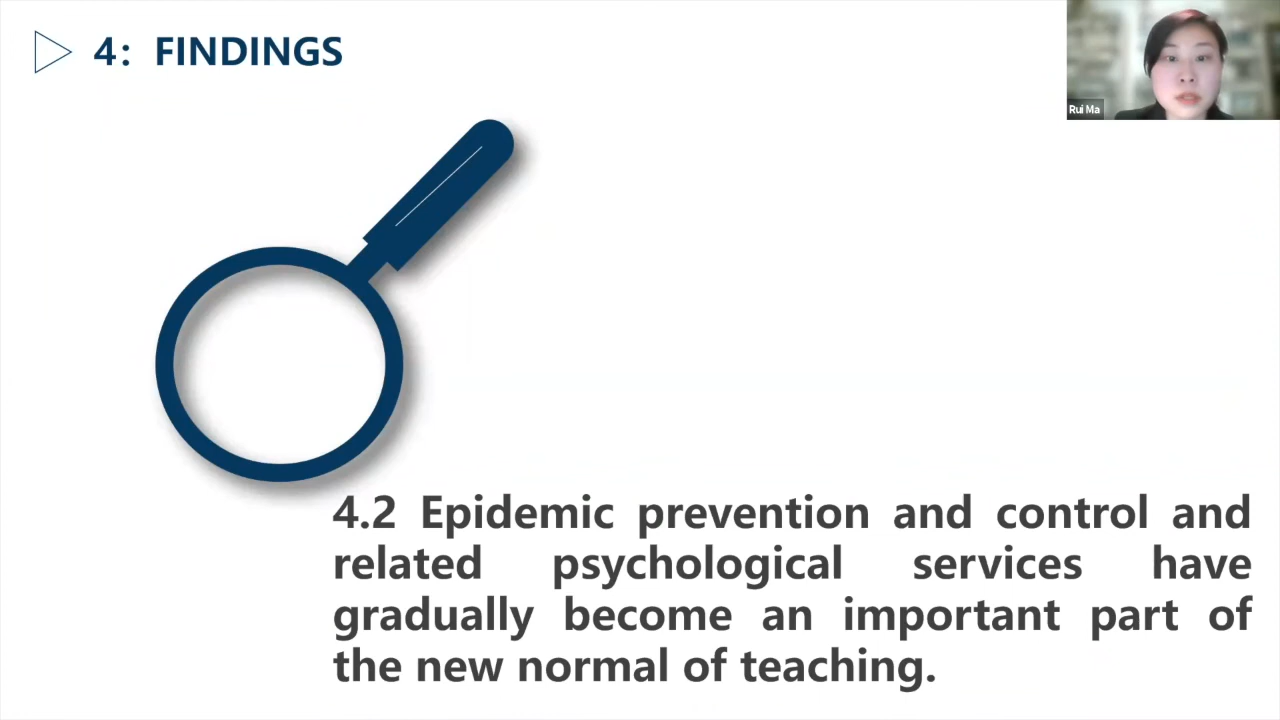 4: FINDINGS
Rui Ma
4.2 Epidemic prevention and control and
related psychological services have
gradually become an important part of
the new normal of teaching.